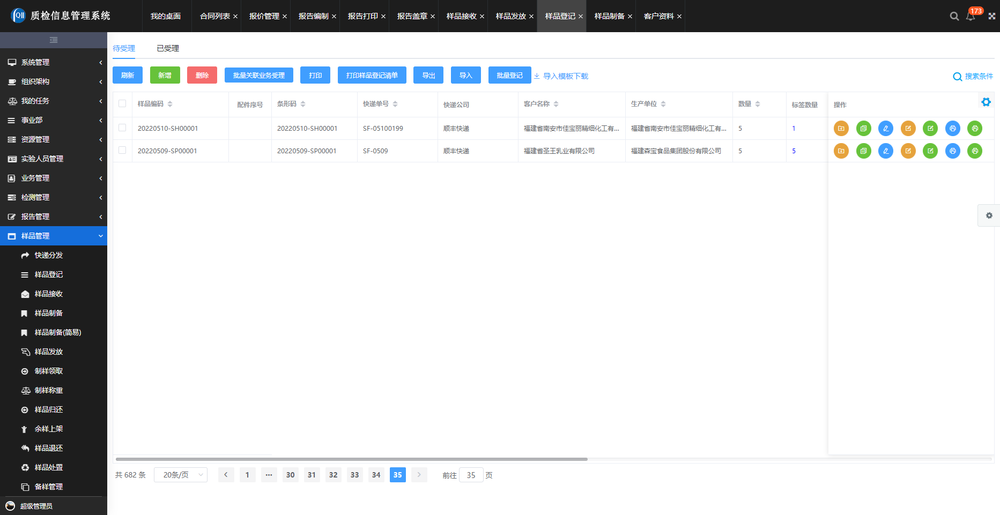 质检信息管理系统
我的桌面
合同列表
报价管理
报告编制
报告打印
报告盖章
样品接收
样品发放
样品登记
样品制备
客户资料
173
系统管理
组织架构
我的任务
事业部
资源管理
实验人员管理
业务管理
检测管理
报告管理
样品管理
快递分发
样品登记
样品接收
样品制备
样品制备(简易)
样品发放
制样领取
制样称重
样品归还
余样上架
样品退还
样品处置
备样管理
超级管理员
待受理 已受理
刷新 新增 删除 批量关联业务受理 打印 打印样品登记清单 导出 导入 批量登记 导入模板下载 搜索条件
样品编码 配件序号 条形码 快递单号 快递公司 客户名称 生产单位 数量 标签数量 操作
20220510-SH00001 20220510-SH00001 SF-05100199 顺丰快递 福建省南安市佳宝丽精细化工有... 福建省南安市佳宝丽精细化工有... 5 1
20220509-SP00001 20220509-SP00001 SF-0509 顺丰快递 福建省圣王乳业有限公司 福建森宝食品集团股份有限公司 5 5
共 682 条 20条/页 1 ... 30 31 32 33 34 35 前往 35 页